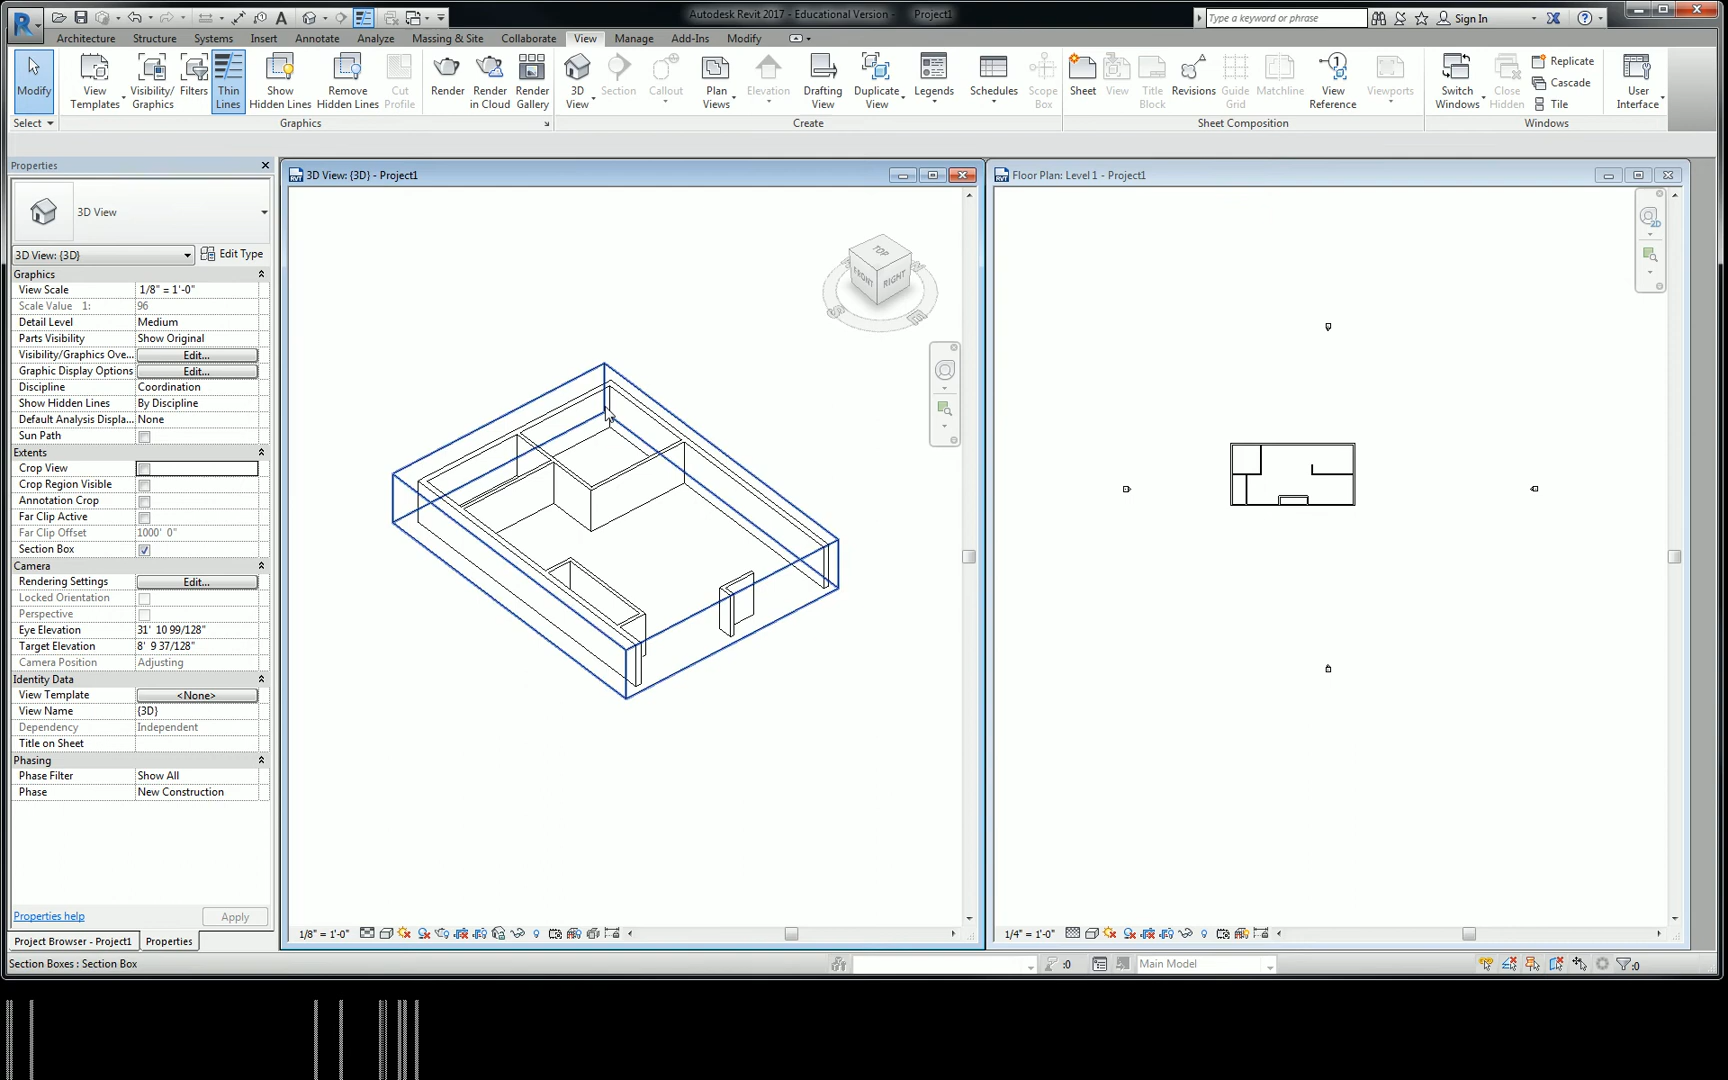 Autodesk Revit 2017 - Educational Version - Project1
Type a keyword or phrase
Sign In
Architecture Structure Systems Insert Annotate Analyze Massing & Site Collaborate View Manage Add-Ins Modify
Modify
View Templates
Visibility/ Graphics
Filters
Thin Lines
Show Hidden Lines
Remove Hidden Lines
Cut Profile
Render
Render in Cloud
Render Gallery
3D View
Section
Callout
Plan Views
Elevation
Drafting View
Duplicate View
Legends
Schedules
Scope Box
Sheet
View
Title Block
Revisions
Guide Grid
Matchline
View Reference
Viewports
Switch Windows
Close Hidden
Replicate
Cascade
Tile
User Interface
Select Graphics Create Sheet Composition Windows
Properties
3D View
3D View: {3D} Edit Type
Graphics
View Scale 1/8" = 1'-0"
Scale Value 1: 96
Detail Level Medium
Parts Visibility Show Original
Visibility/Graphics Ove... Edit...
Graphic Display Options Edit...
Discipline Coordination
Show Hidden Lines By Discipline
Default Analysis Displa... None
Sun Path
Extents
Crop View
Crop Region Visible
Annotation Crop
Far Clip Active
Far Clip Offset 1000' 0"
Section Box
Camera
Rendering Settings Edit...
Locked Orientation
Perspective
Eye Elevation 31' 10 99/128"
Target Elevation 8' 9 37/128"
Camera Position Adjusting
Identity Data
View Template <None>
View Name {3D}
Dependency Independent
Title on Sheet
Phasing
Phase Filter Show All
Phase New Construction
Properties help Apply
Project Browser - Project1 Properties
3D View: {3D} - Project1
TOP
FRONT RIGHT
S E
1/8" = 1'-0"
Floor Plan: Level 1 - Project1
2D
1/4" = 1'-0"
Section Boxes : Section Box
:0
Main Model
:0